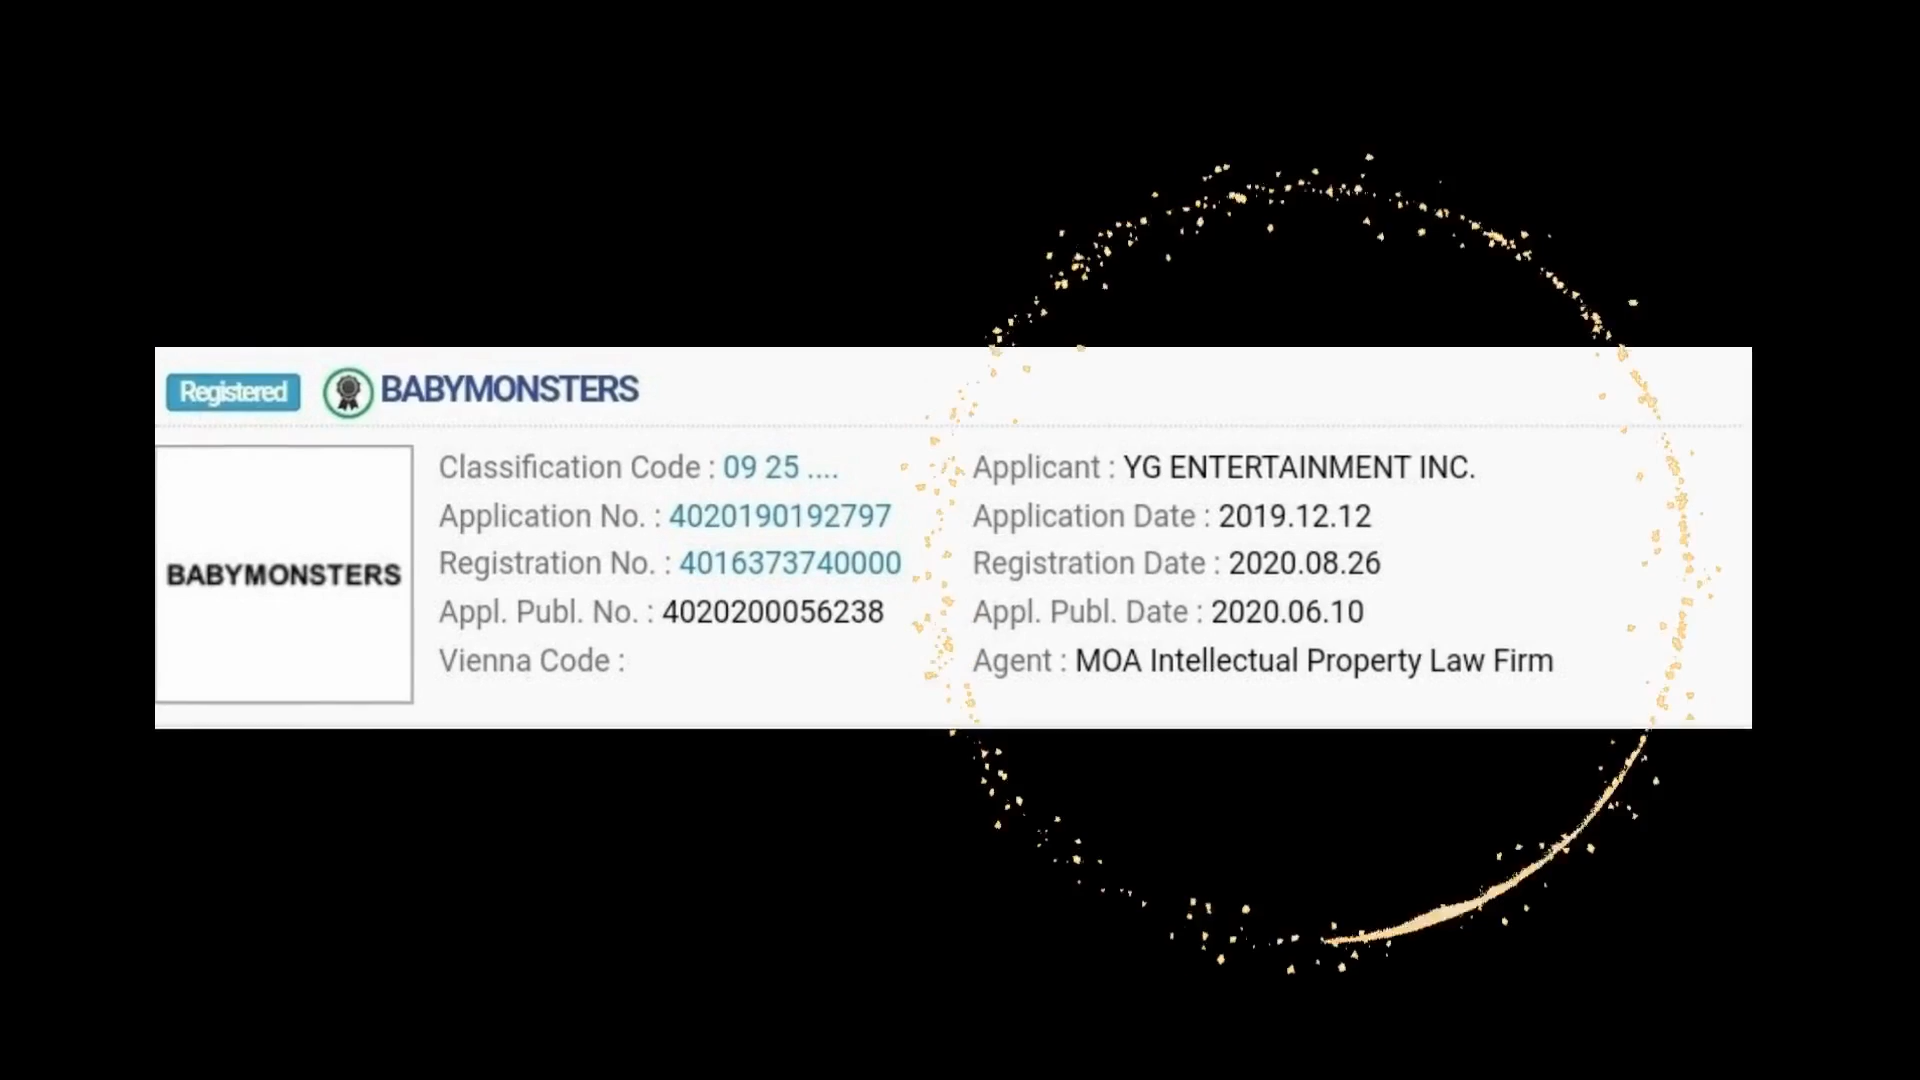 Registered BABYMONSTERS
BABYMONSTERS
Classification Code : 09 25 ....
Application No. : 4020190192797
Registration No. : 4016373740000
Appl. Publ. No. : 4020200056238
Vienna Code :
Applicant : YG ENTERTAINMENT INC.
Application Date : 2019.12.12
Registration Date : 2020.08.26
Appl. Publ. Date : 2020.06.10
Agent : MOA Intellectual Property Law Firm